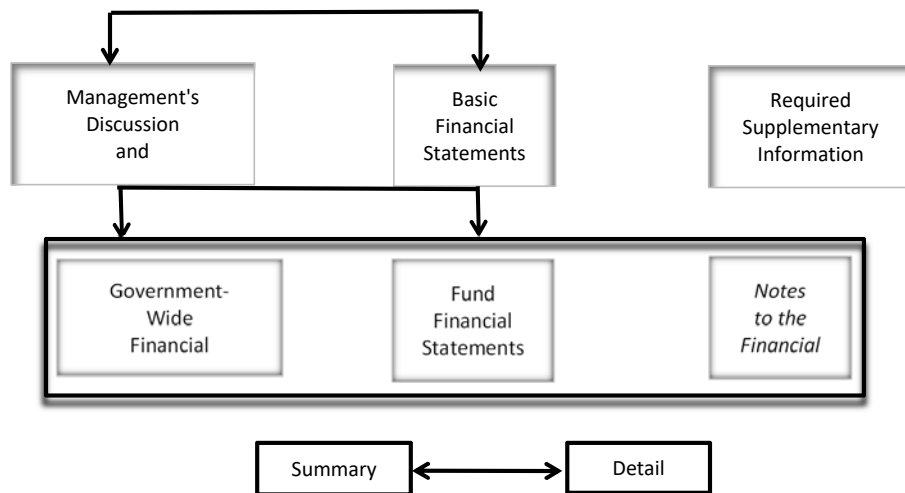 Management's
Discussion
and
Basic
Financial
Statements
Required
Supplementary
Information
Government-
Wide
Financial
Fund
Financial
Statements
Notes
to the
Financial
Summary
Detail